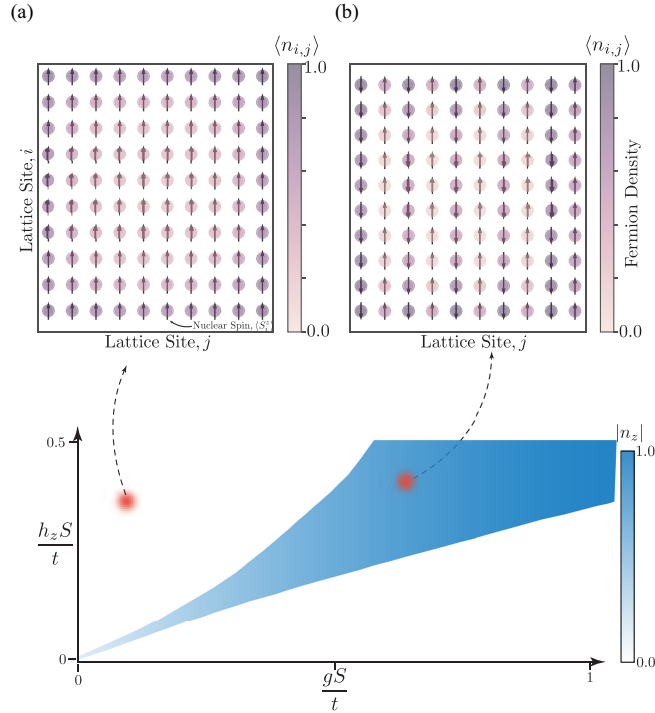 (a)
(b)
⟨n_{i,j}⟩
⟨n_{i,j}⟩
1.0
1.0
Lattice Site, i
Fermion Density
Nuclear Spin, ⟨S_i^z⟩
0.0
0.0
Lattice Site, j
Lattice Site, j
|n_z|
0.5
1.0
h_z S
t
0
0.0
0
gS
t
1